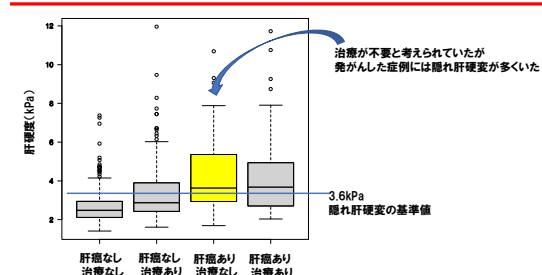 12
10
8
6
4
2
肝硬度(kPa)
治療が不要と考えられていたが
発がんした症例には隠れ肝硬変が多くいた
3.6kPa
隠れ肝硬変の基準値
肝癌なし 肝癌なし 肝癌あり 肝癌あり
治療なし 治療あり 治療なし 治療あり